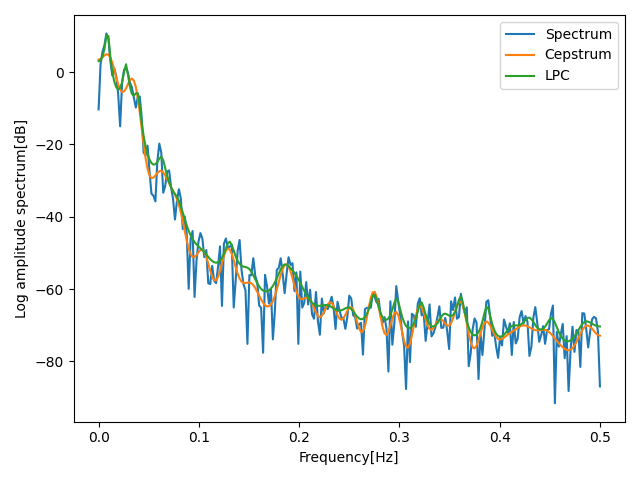 Spectrum
Cepstrum
LPC
Log amplitude spectrum[dB]
0
−20
−40
−60
−80
0.0 0.1 0.2 0.3 0.4 0.5
Frequency[Hz]